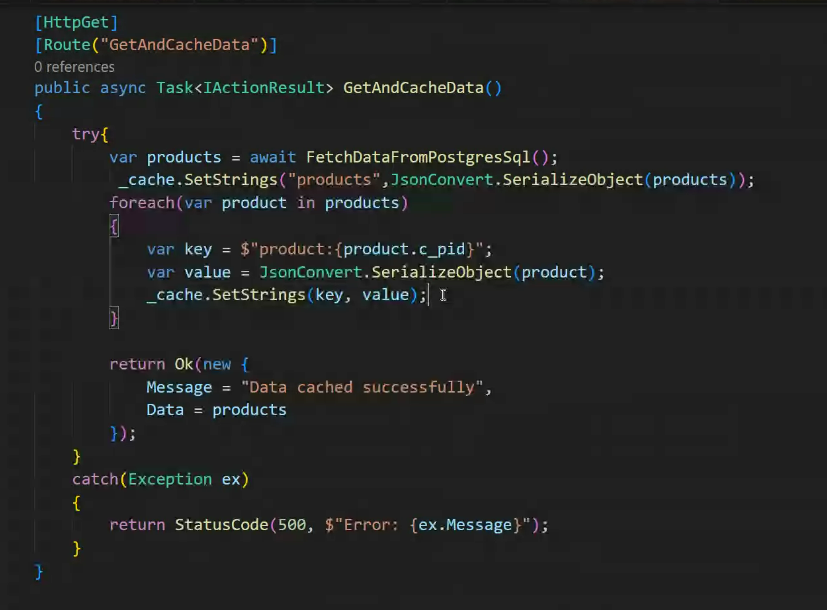 [HttpGet]
[Route("GetAndCacheData")]
0 references
public async Task<IActionResult> GetAndCacheData()
{
try{
var products = await FetchDataFromPostgresSql();
_cache.SetStrings("products",JsonConvert.SerializeObject(products));
foreach(var product in products)
{
var key = $"product:{product.c_pid}";
var value = JsonConvert.SerializeObject(product);
_cache.SetStrings(key, value);
}
return Ok(new {
Message = "Data cached successfully",
Data = products
});
}
catch(Exception ex)
{
return StatusCode(500, $"Error: {ex.Message}");
}
}